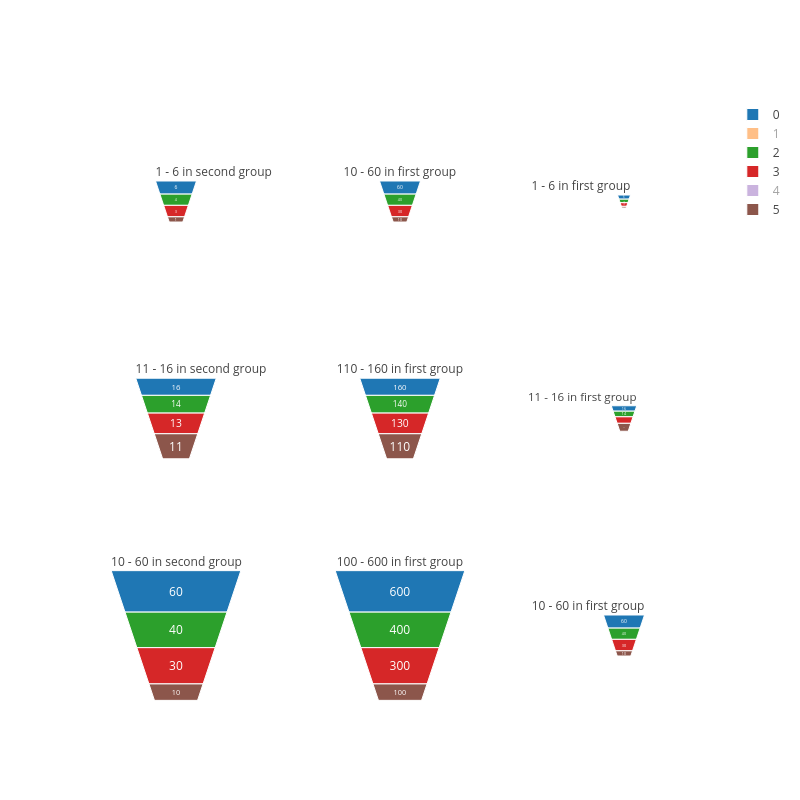 0
1
2
3
4
5
1 - 6 in second group
10 - 60 in first group
1 - 6 in first group
6
60
11 - 16 in second group
110 - 160 in first group
11 - 16 in first group
16
14
13
11
160
140
130
110
10 - 60 in second group
100 - 600 in first group
10 - 60 in first group
60
40
30
10
600
400
300
100
60